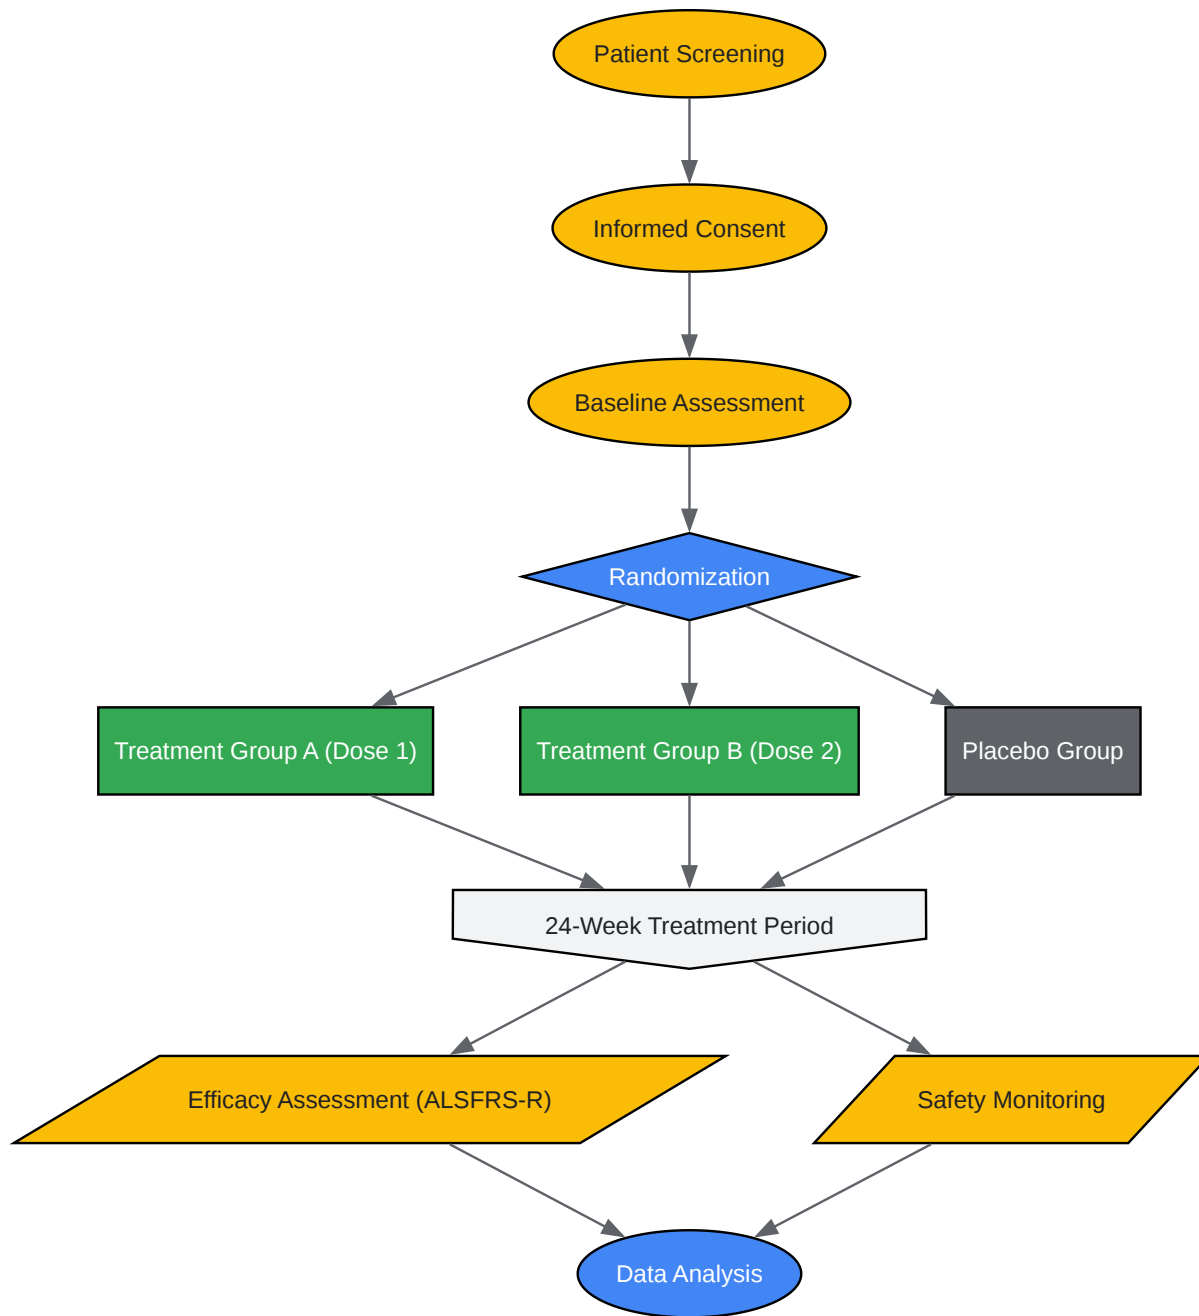 Patient Screening
Informed Consent
Baseline Assessment
Randomization
Treatment Group A (Dose 1)
Treatment Group B (Dose 2)
Placebo Group
24-Week Treatment Period
Efficacy Assessment (ALSFRS-R)
Safety Monitoring
Data Analysis